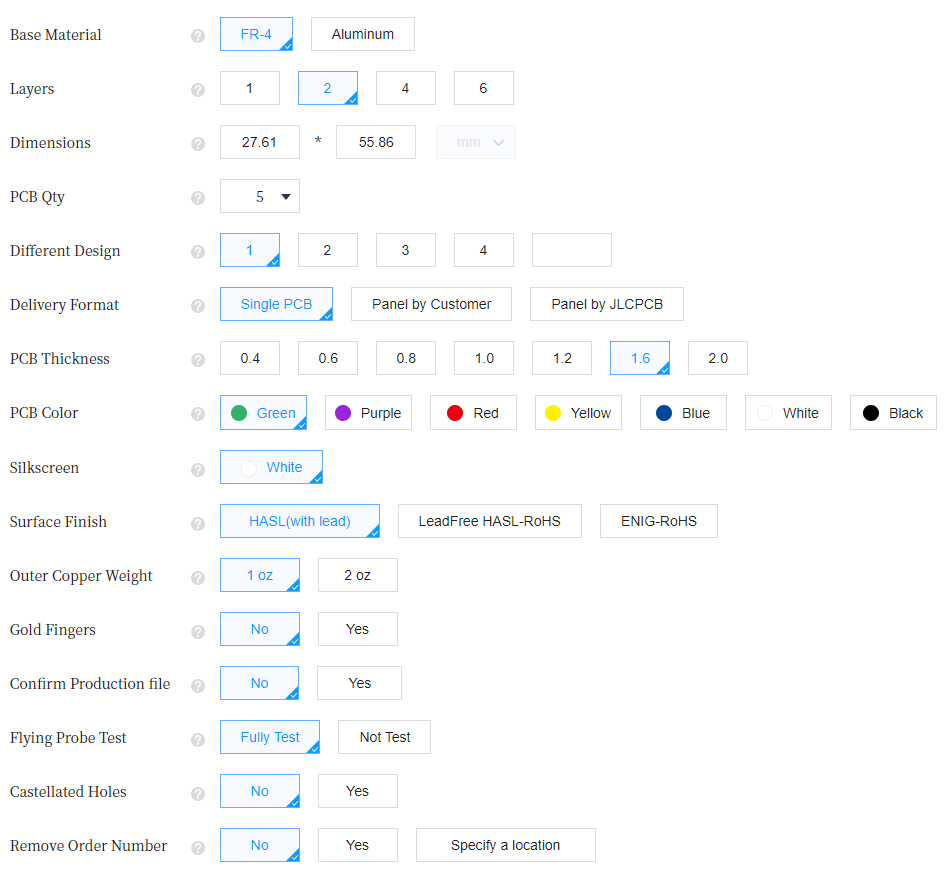 Base Material ? FR-4 Aluminum
Layers ? 1 2 4 6
Dimensions ? 27.61 * 55.86 mm
PCB Qty ? 5
Different Design ? 1 2 3 4
Delivery Format ? Single PCB Panel by Customer Panel by JLCPCB
PCB Thickness ? 0.4 0.6 0.8 1.0 1.2 1.6 2.0
PCB Color ? Green Purple Red Yellow Blue White Black
Silkscreen ? White
Surface Finish ? HASL(with lead) LeadFree HASL-RoHS ENIG-RoHS
Outer Copper Weight ? 1 oz 2 oz
Gold Fingers ? No Yes
Confirm Production file ? No Yes
Flying Probe Test ? Fully Test Not Test
Castellated Holes ? No Yes
Remove Order Number ? No Yes Specify a location